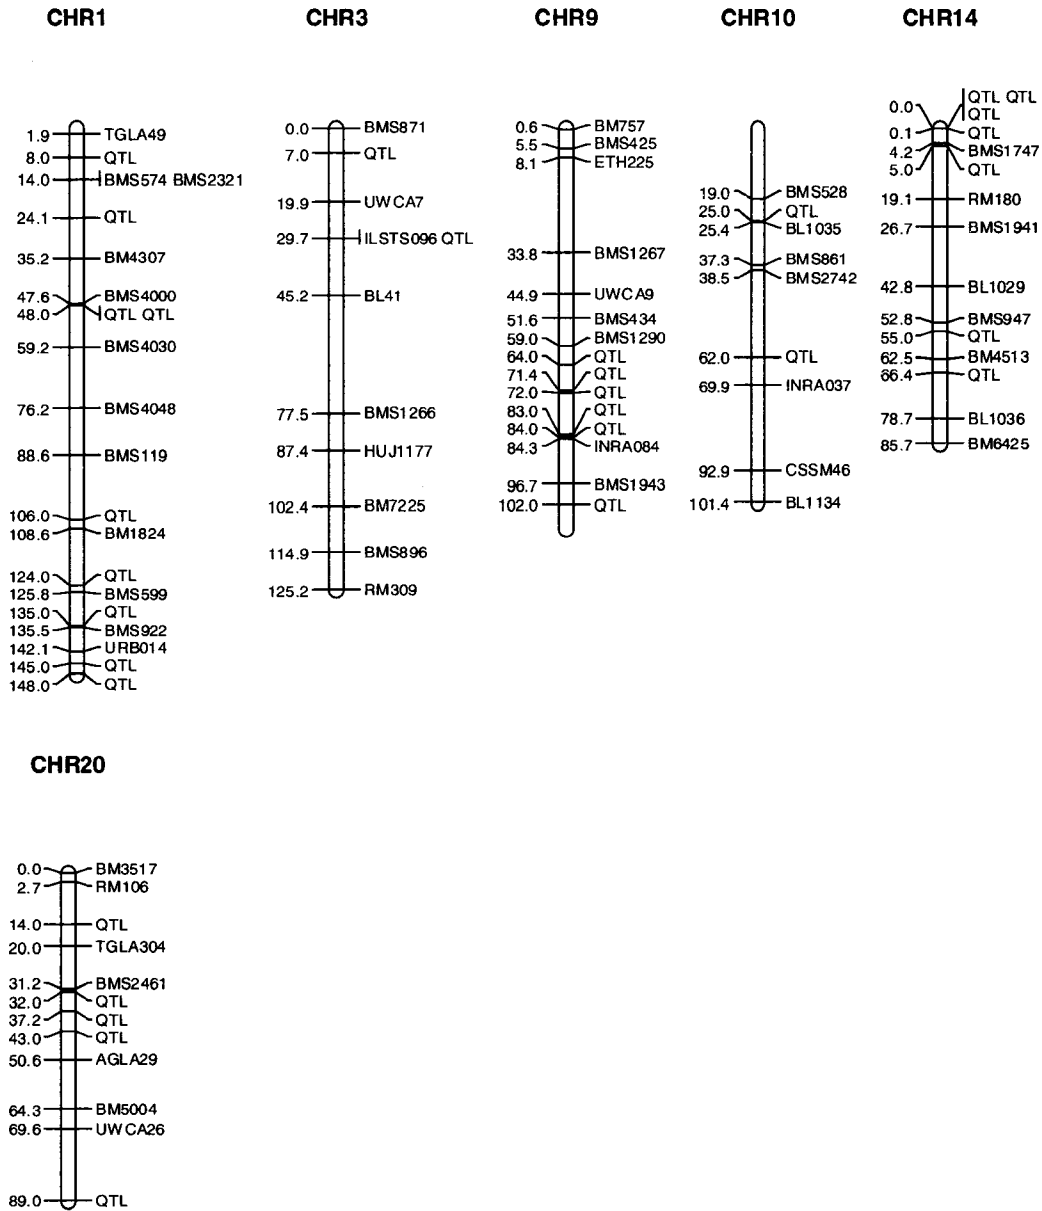 CHR1
1.9 TGLA49
8.0 QTL
14.0 BMS574 BMS2321
24.1 QTL
35.2 BM4307
47.6 BMS4000
48.0 QTL QTL
59.2 BMS4030
76.2 BMS4048
88.6 BMS119
106.0 QTL
108.6 BM1824
124.0 QTL
125.8 BMS599
135.0 QTL
135.5 BMS922
142.1 URB014
145.0 QTL
148.0 QTL
CHR3
0.0 BMS871
7.0 QTL
19.9 UWCA7
29.7 ILSTS096 QTL
45.2 BL41
77.5 BMS1266
87.4 HUJ1177
102.4 BM7225
114.9 BMS896
125.2 RM309
CHR9
0.6 BM757
5.5 BMS425
8.1 ETH225
33.8 BMS1267
44.9 UWCA9
51.6 BMS434
59.0 BMS1290
64.0 QTL
71.4 QTL
72.0 QTL
83.0 QTL
84.0 QTL
84.3 INRA084
96.7 BMS1943
102.0 QTL
CHR10
19.0 BMS528
25.0 QTL
25.4 BL1035
37.3 BMS861
38.5 BMS2742
62.0 QTL
69.9 INRA037
92.9 CSSM46
101.4 BL1134
CHR14
QTL QTL
0.0 QTL
0.1 QTL
4.2 BMS1747
5.0 QTL
19.1 RM180
26.7 BMS1941
42.8 BL1029
52.8 BMS947
55.0 QTL
62.5 BM4513
66.4 QTL
78.7 BL1036
85.7 BM6425
CHR20
0.0 BM3517
2.7 RM106
14.0 QTL
20.0 TGLA304
31.2 BMS2461
32.0 QTL
37.2 QTL
43.0 QTL
50.6 AGLA29
64.3 BM5004
69.6 UWCA26
89.0 QTL